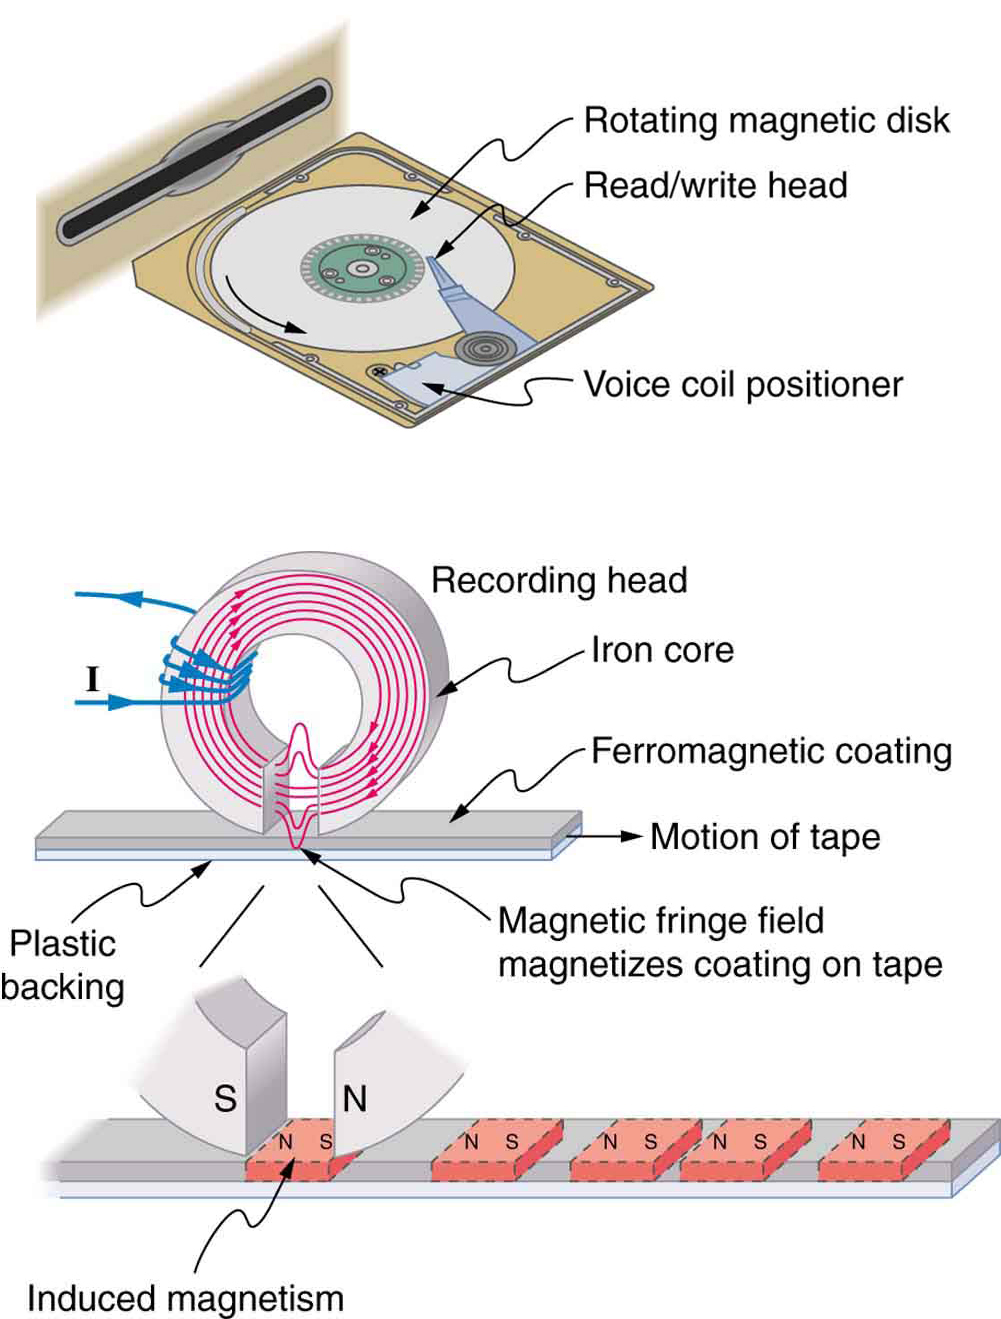 Rotating magnetic disk
Read/write head
Voice coil positioner
Recording head
Iron core
I
Ferromagnetic coating
Motion of tape
Magnetic fringe field
magnetizes coating on tape
Plastic
backing
S N
N S N S N S N S N S
Induced magnetism